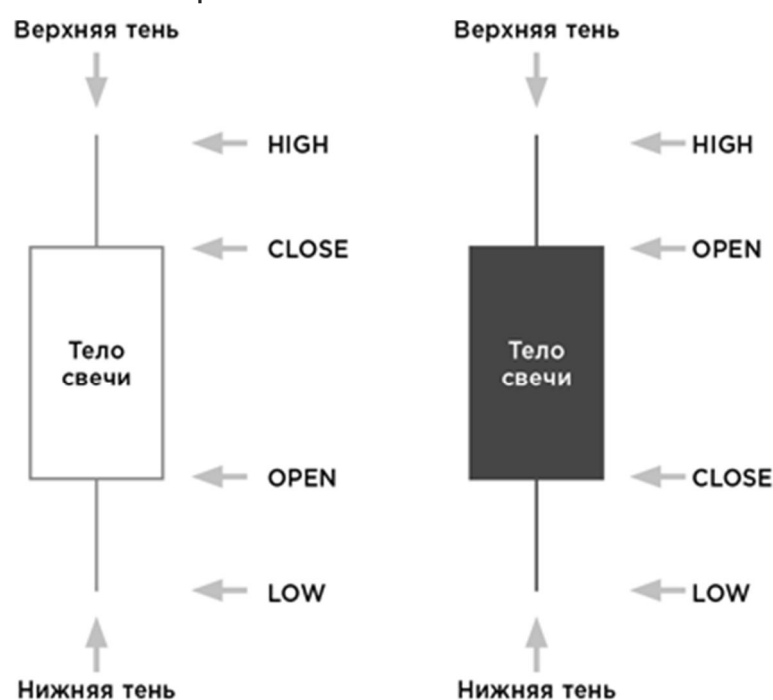 Верхняя тень
HIGH
CLOSE
Тело
свечи
OPEN
LOW
Нижняя тень
Верхняя тень
HIGH
OPEN
Тело
свечи
CLOSE
LOW
Нижняя тень